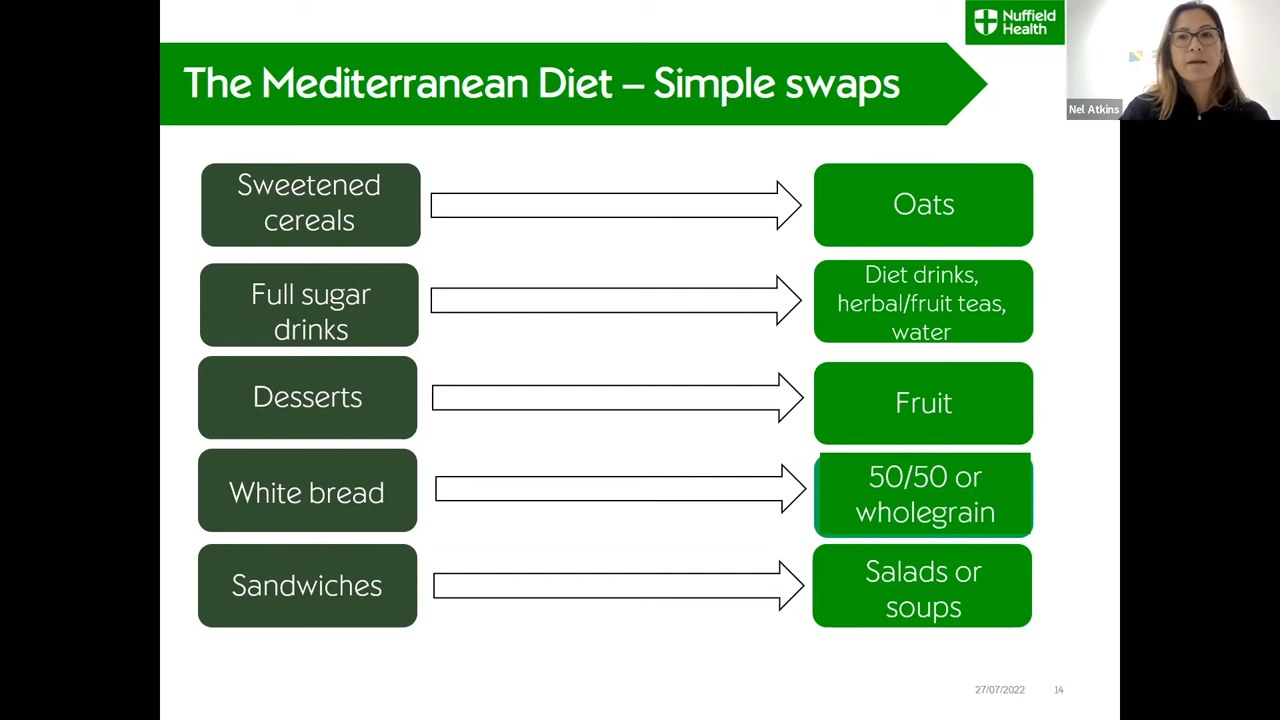 Nuffield
Health
Nel Atkins
The Mediterranean Diet – Simple swaps
Sweetened
cereals
Oats
Full sugar
drinks
Diet drinks,
herbal/fruit teas,
water
Desserts
Fruit
White bread
50/50 or
wholegrain
Sandwiches
Salads or
soups
27/07/2022
14